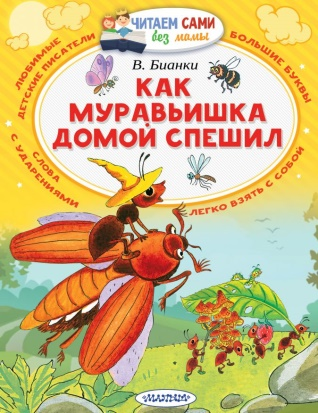 ЧИТАЕМ САМИ
без мамы
ЛЮБИМЫЕ
ДЕТСКИЕ ПИСАТЕЛИ
БОЛЬШИЕ БУКВЫ
В. Бианки
КАК
МУРАВЬИШКА
ДОМОЙ СПЕШИЛ
СЛОВА
С УДАРЕНИЯМИ
ЛЕГКО ВЗЯТЬ С СОБОЙ
МАЛЫШ